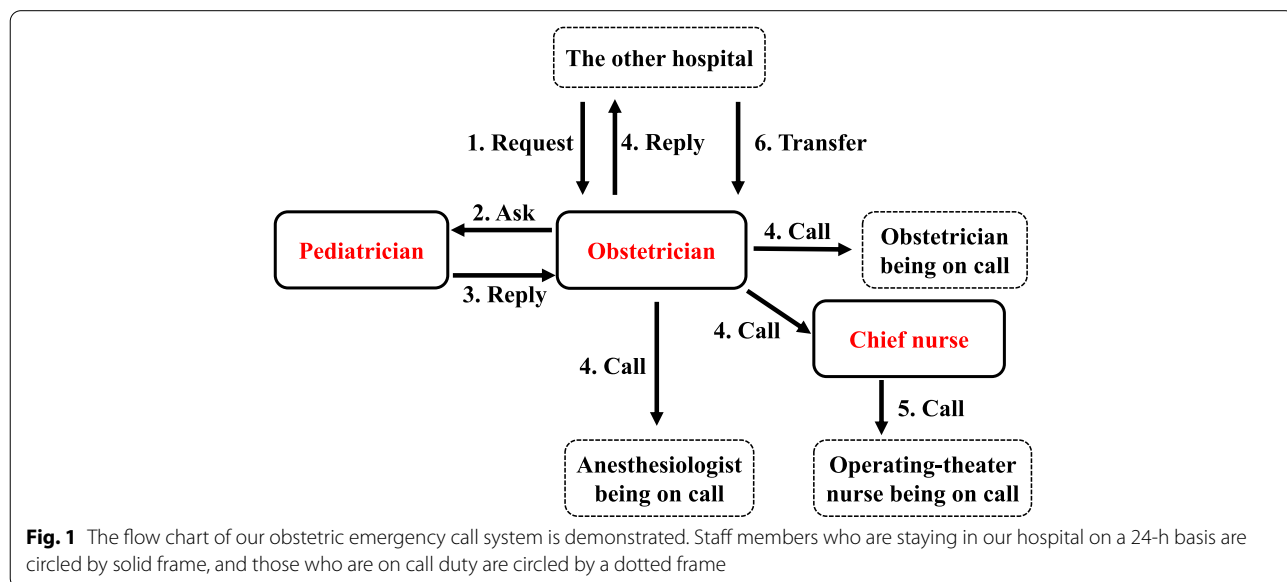 The other hospital
1. Request
4. Reply
6. Transfer
2. Ask
Pediatrician
Obstetrician
4. Call
Obstetrician
being on call
3. Reply
4. Call
Chief nurse
4. Call
5. Call
Anesthesiologist
being on call
Operating-theater
nurse being on call
Fig. 1 The flow chart of our obstetric emergency call system is demonstrated. Staff members who are staying in our hospital on a 24-h basis are
circled by solid frame, and those who are on call duty are circled by a dotted frame